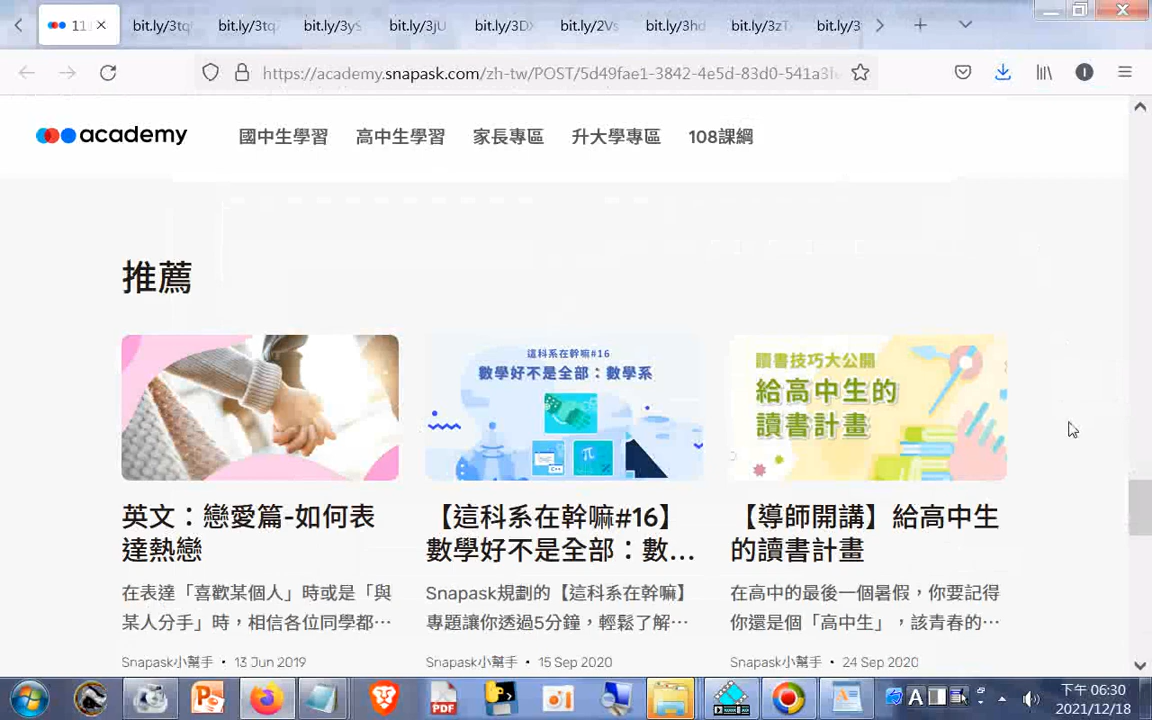 11
bit.ly/3tq
bit.ly/3tq
bit.ly/3yS
bit.ly/3jU
bit.ly/3D
bit.ly/2Vs
bit.ly/3hd
bit.ly/3zT
bit.ly/3
https://academy.snapask.com/zh-tw/POST/5d49fae1-3842-4e5d-83d0-541a3
academy
國中生學習
高中生學習
家長專區
升大學專區
108課綱
推薦
這科系在幹嘛#16
數學好不是全部：數學系
讀書技巧大公開
給高中生的
讀書計畫
英文：戀愛篇-如何表
達熱戀
【這科系在幹嘛#16】
數學好不是全部：數...
【導師開講】給高中生
的讀書計畫
在表達「喜歡某個人」時或是「與
某人分手」時，相信各位同學都…
Snapask規劃的【這科系在幹嘛】
專題讓你透過5分鐘，輕鬆了解…
在高中的最後一個暑假，你要記得
你還是個「高中生」，該青春的…
Snapask小幫手 • 13 Jun 2019
Snapask小幫手 • 15 Sep 2020
Snapask小幫手 • 24 Sep 2020
PDF
A
下午 06:30
2021/12/18